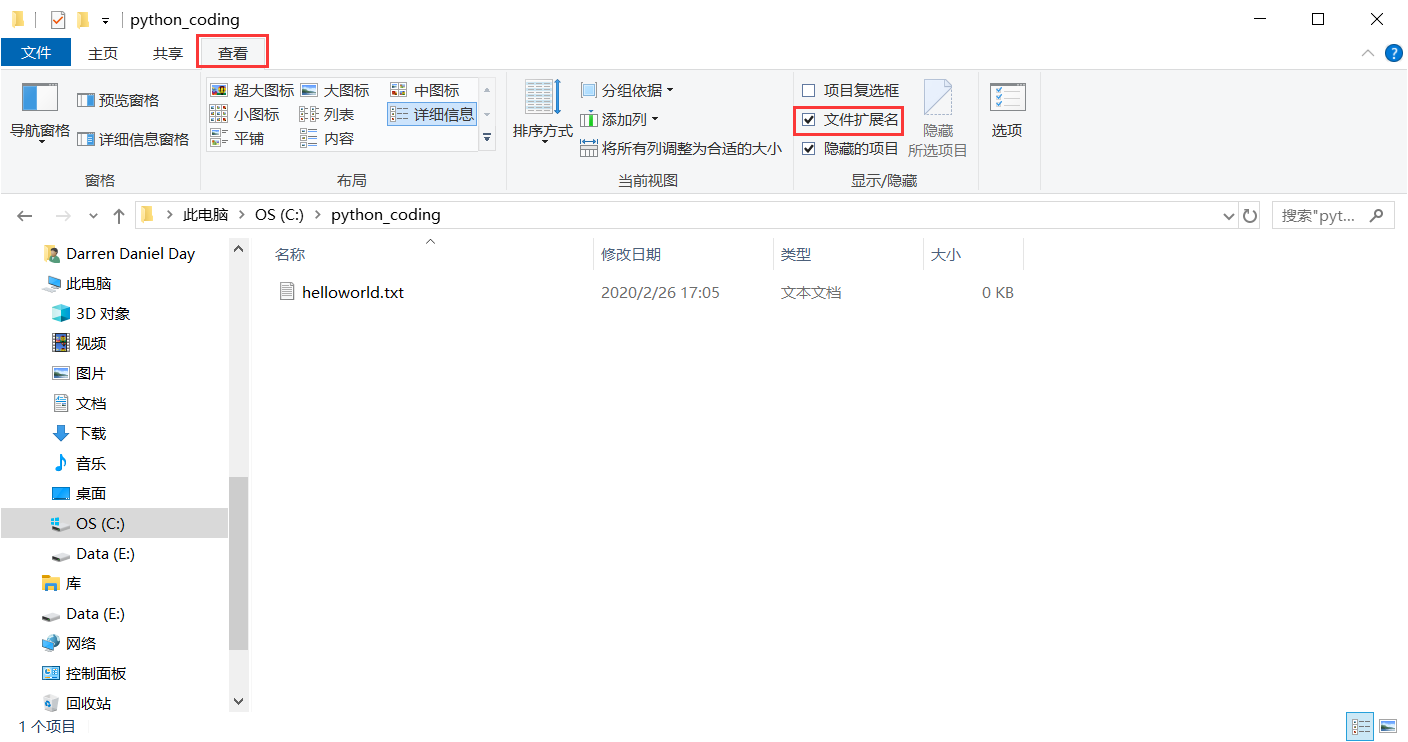 python_coding
文件 主页 共享 查看
导航窗格
预览窗格
详细信息窗格
窗格
超大图标 大图标 中图标
小图标 列表 详细信息
平铺 内容
布局
排序方式
分组依据
添加列
将所有列调整为合适的大小
当前视图
项目复选框
文件扩展名
隐藏的项目
隐藏
所选项目
显示/隐藏
选项
此电脑 OS (C:) python_coding
搜索"pyt...
Darren Daniel Day
此电脑
3D 对象
视频
图片
文档
下载
音乐
桌面
OS (C:)
Data (E:)
库
Data (E:)
网络
控制面板
回收站
名称 修改日期 类型 大小
helloworld.txt 2020/2/26 17:05 文本文档 0 KB
1 个项目